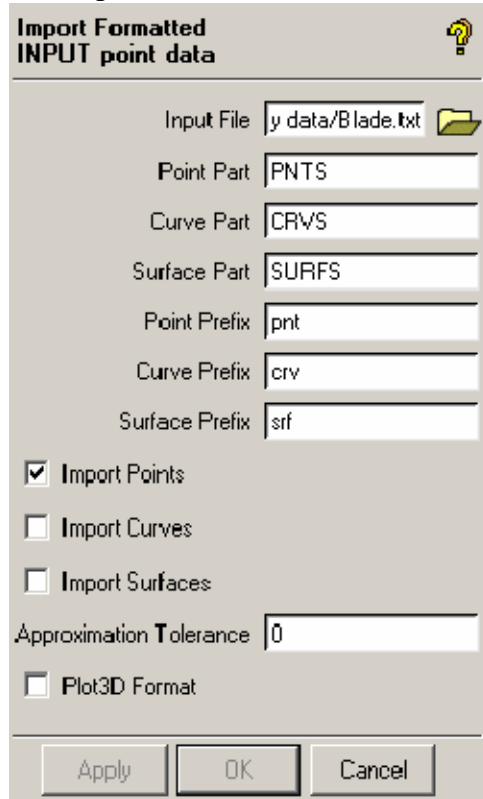 Import Formatted
INPUT point data
Input File y data/Blade.txt
Point Part PNTS
Curve Part CRVS
Surface Part SURFS
Point Prefix pnt
Curve Prefix crv
Surface Prefix srf
Import Points
Import Curves
Import Surfaces
Approximation Tolerance 0
Plot3D Format
Apply OK Cancel